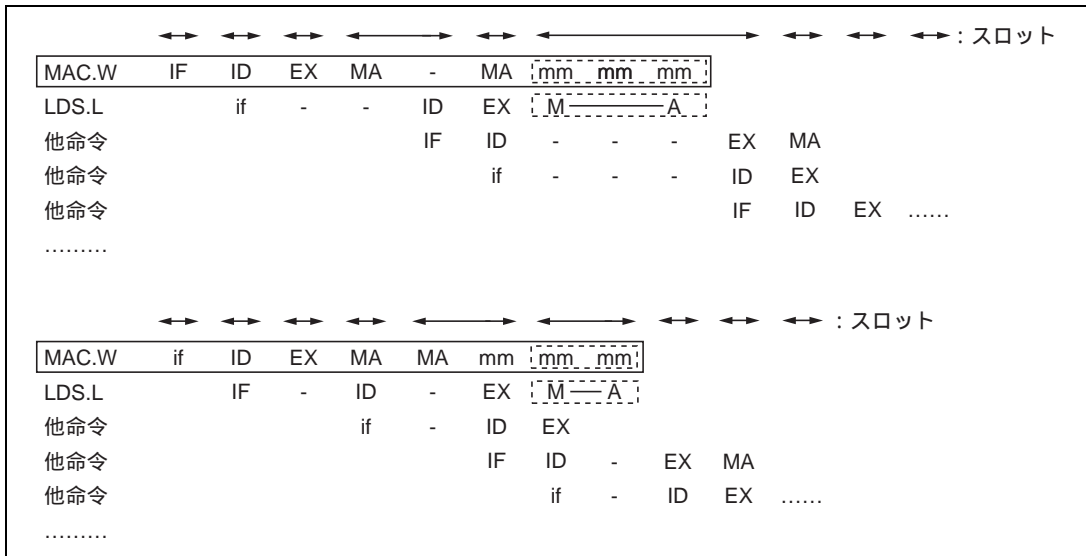 ：スロット
MAC.W IF ID EX MA - MA mm mm mm
LDS.L if - - ID EX M A
他命令 IF ID - - - EX MA
他命令 if - - - ID EX
他命令 IF ID EX ……
………
：スロット
MAC.W if ID EX MA MA mm mm mm
LDS.L IF - ID - EX M A
他命令 if - ID EX
他命令 IF ID - EX MA
他命令 if - ID EX ……
………